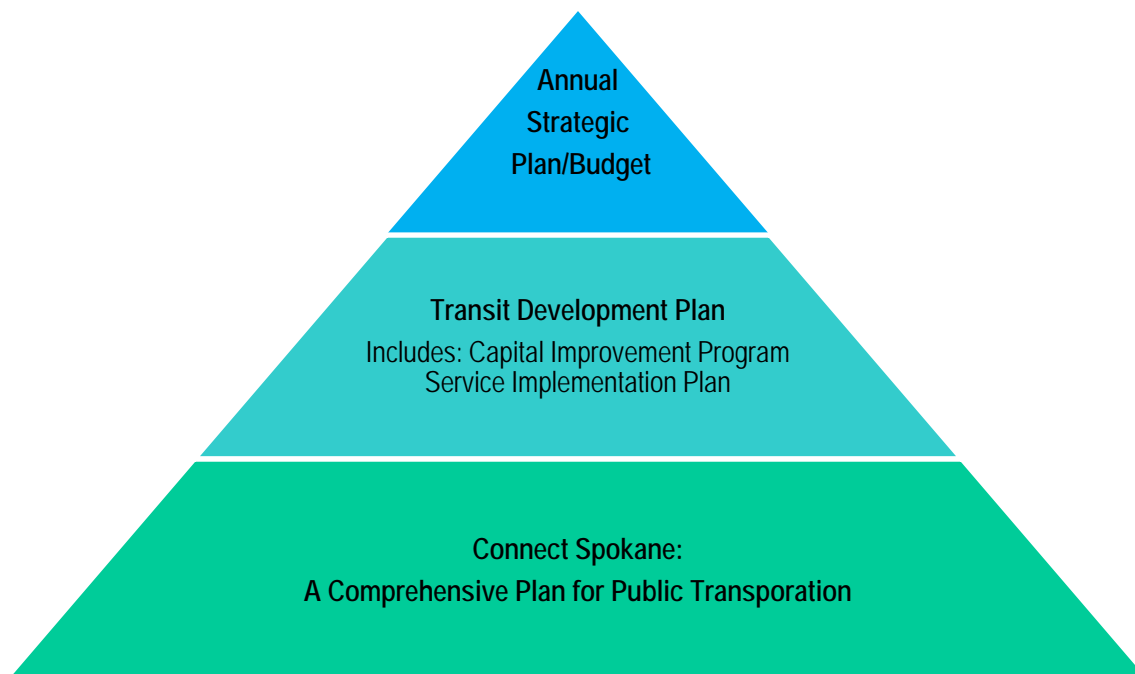 Annual
Strategic
Plan/Budget
Transit Development Plan
Includes: Capital Improvement Program
Service Implementation Plan
Connect Spokane:
A Comprehensive Plan for Public Transporation